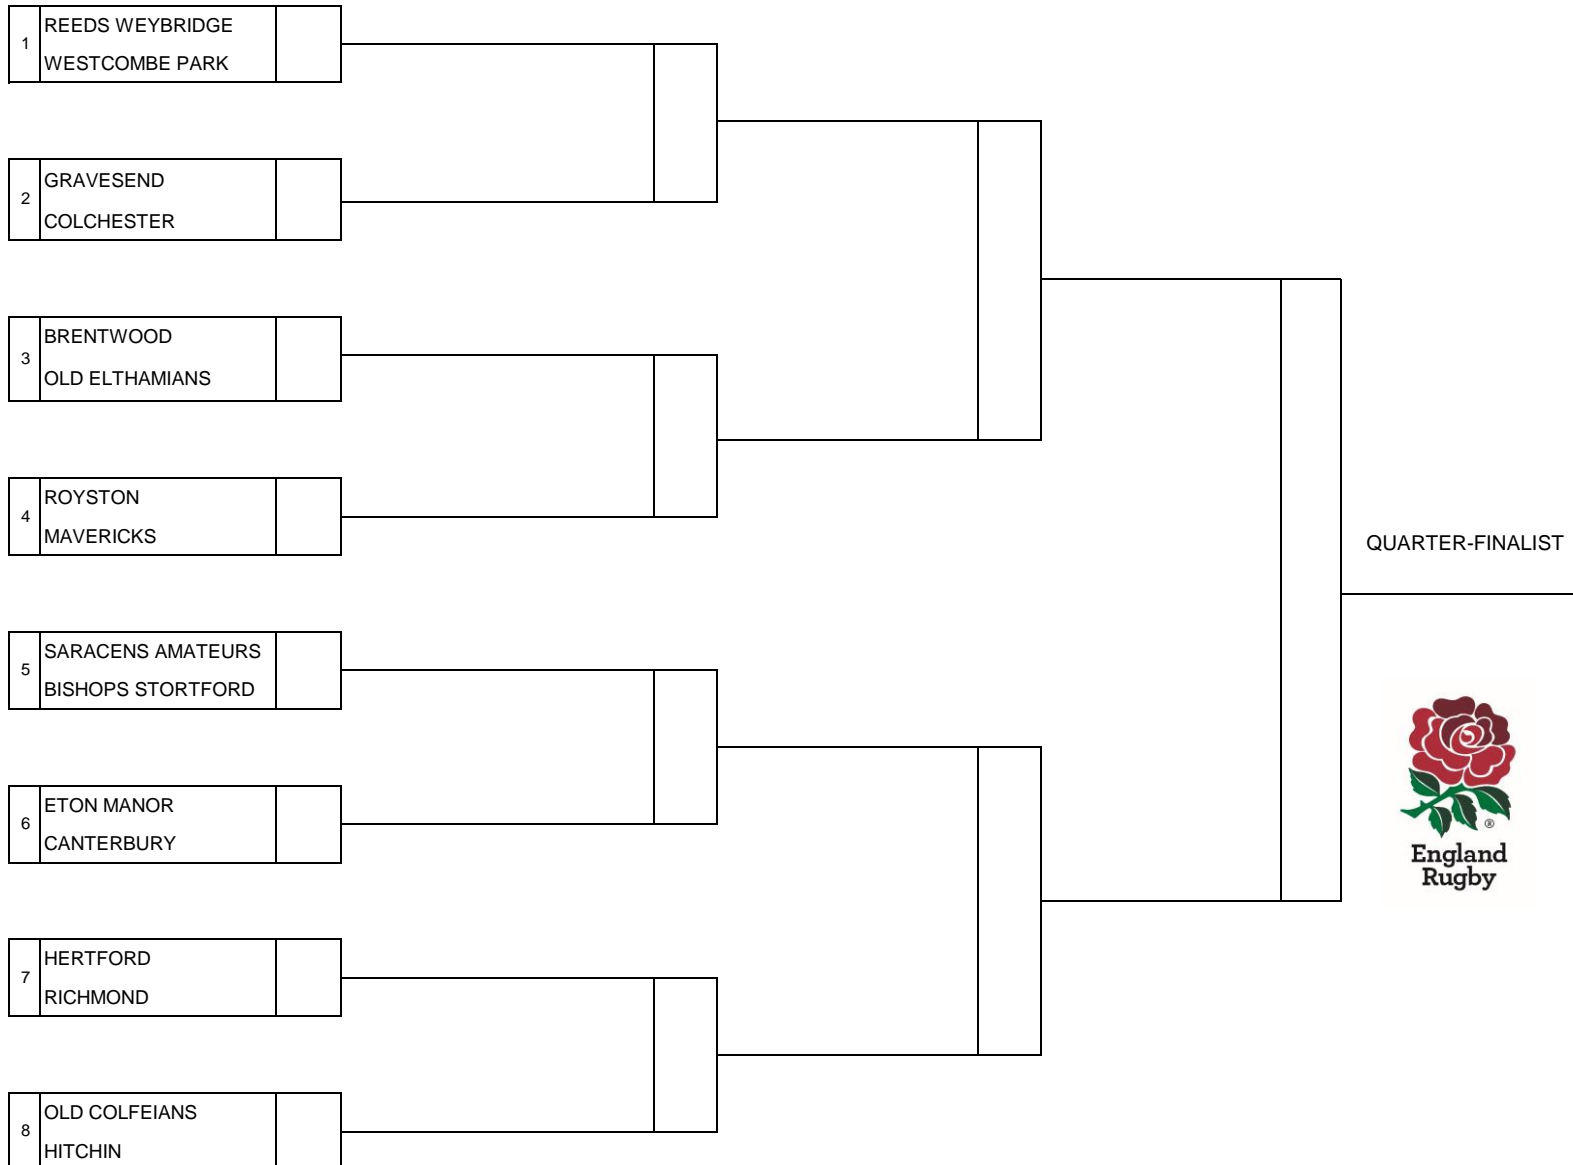 1
REEDS WEYBRIDGE
WESTCOMBE PARK
2
GRAVESEND
COLCHESTER
3
BRENTWOOD
OLD ELTHAMIANS
4
ROYSTON
MAVERICKS
QUARTER-FINALIST
5
SARACENS AMATEURS
BISHOPS STORTFORD
6
ETON MANOR
CANTERBURY
®
England
Rugby
7
HERTFORD
RICHMOND
8
OLD COLFEIANS
HITCHIN